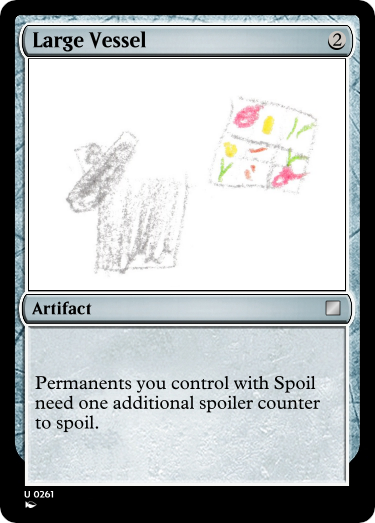 Large Vessel
2
Artifact
Permanents you control with Spoil
need one additional spoiler counter
to spoil.
U 0261